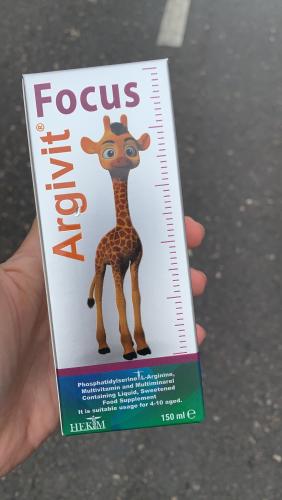 Focus
Argivit®
Phosphatidylserine, L-Arginine,
Multivitamin and Multimineral
Containing Liquid, Sweetened
Food Supplement
It is suitable usage for 4-10 aged.
HEKİM
150 ml ℮